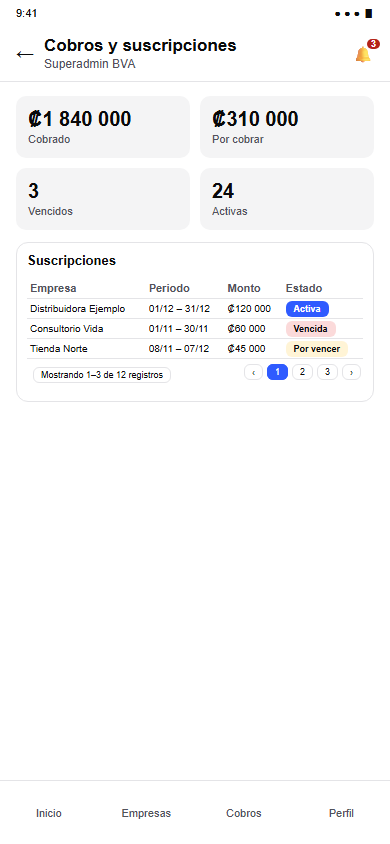 9:41
Cobros y suscripciones
Superadmin BVA
3
₡1 840 000
Cobrado
₡310 000
Por cobrar
3
Vencidos
24
Activas
Suscripciones
Empresa Periodo Monto Estado
Distribuidora Ejemplo 01/12 – 31/12 ₡120 000 Activa
Consultorio Vida 01/11 – 30/11 ₡60 000 Vencida
Tienda Norte 08/11 – 07/12 ₡45 000 Por vencer
Mostrando 1–3 de 12 registros ‹ 1 2 3 ›
Inicio Empresas Cobros Perfil